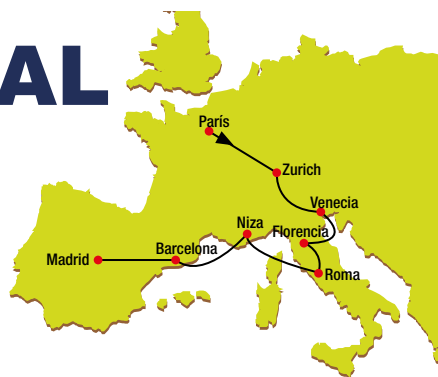 AL
París
Zurich
Venecia
Niza
Florencia
Barcelona
Madrid
Roma